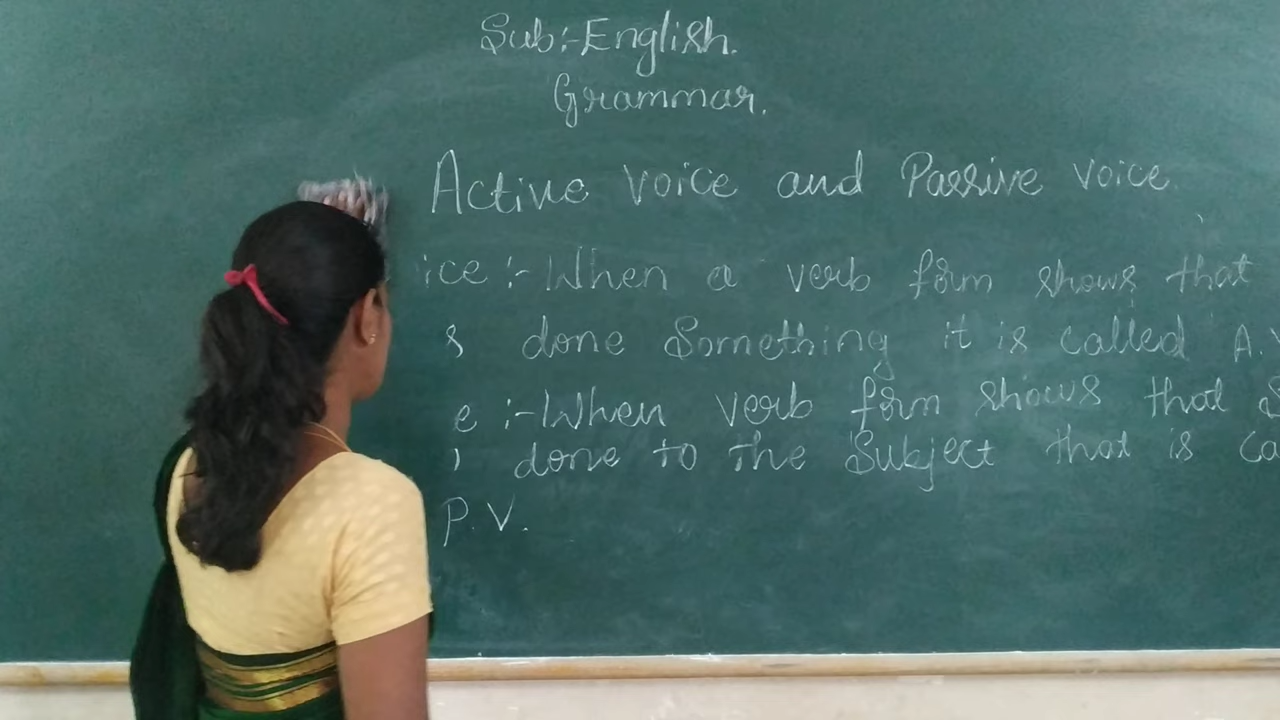 Sub:-English.
Grammar.
Active Voice and Passive Voice.
ice :- When a verb form shows that
s done Something it is called A.V
e :- When verb form shows that S
done to the Subject that is ca
P.V.